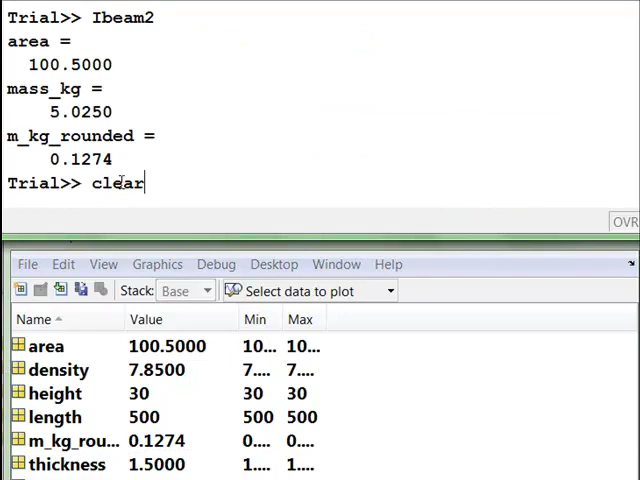 Trial>> Ibeam2
area =
100.5000
mass_kg =
5.0250
m_kg_rounded =
0.1274
Trial>> clear
OVR
File Edit View Graphics Debug Desktop Window Help
Stack: Base Select data to plot
Name Value Min Max
area 100.5000 10... 10...
density 7.8500 7.... 7....
height 30 30 30
length 500 500 500
m_kg_rou... 0.1274 0.... 0....
thickness 1.5000 1.... 1....